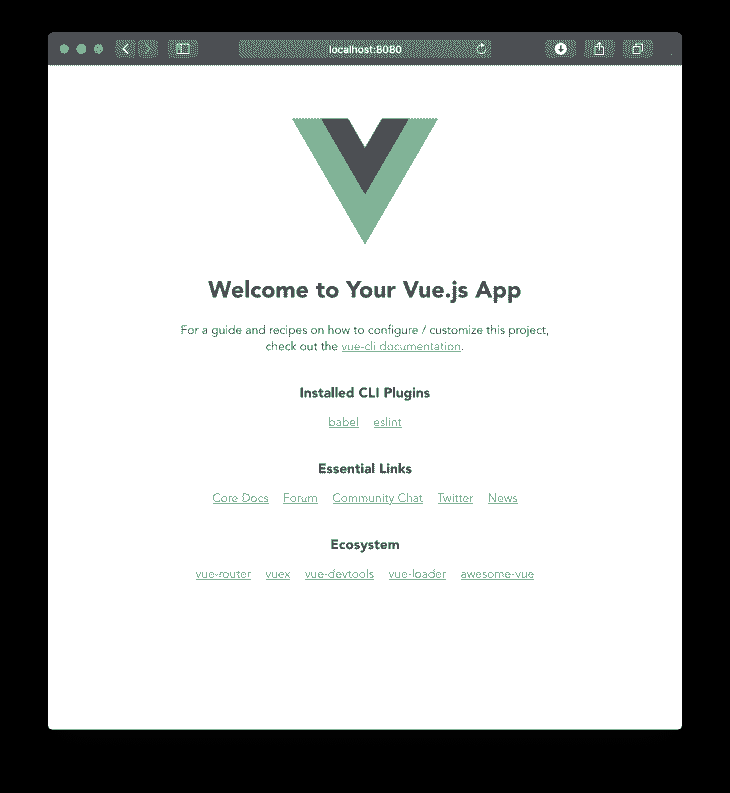 localhost:8080
Welcome to Your Vue.js App
For a guide and recipes on how to configure / customize this project,
check out the vue-cli documentation.
Installed CLI Plugins
babel eslint
Essential Links
Core Docs Forum Community Chat Twitter News
Ecosystem
vue-router vuex vue-devtools vue-loader awesome-vue